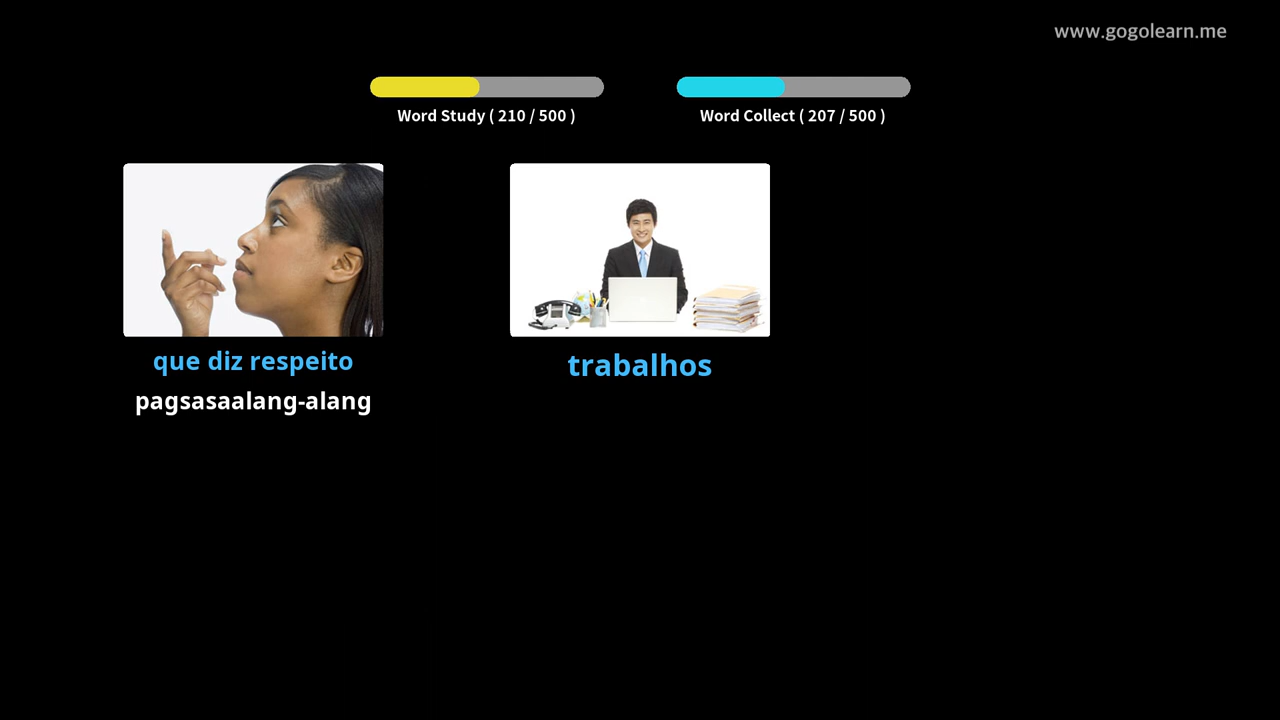 www.gogolearn.me
Word Study ( 210 / 500 )
Word Collect ( 207 / 500 )
que diz respeito
pagsasaalang-alang
trabalhos